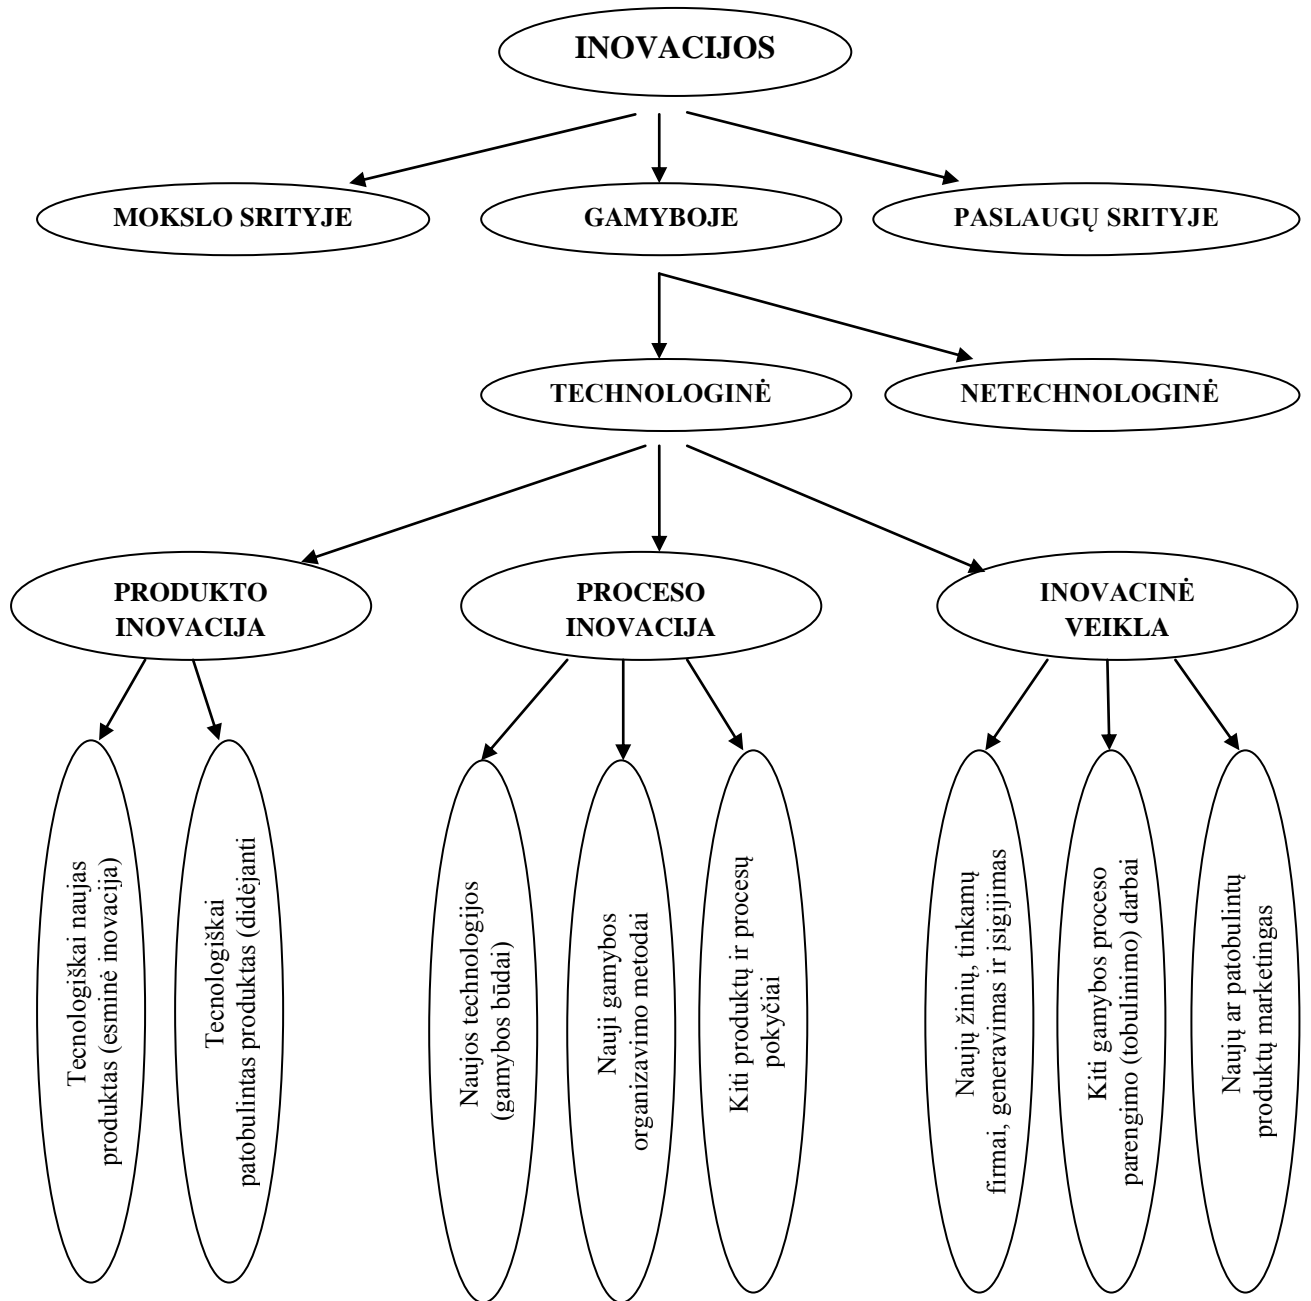 INOVACIJOS
MOKSLO SRITYJE
GAMYBOJE
PASLAUGŲ SRITYJE
TECHNOLOGINĖ
NETECHNOLOGINĖ
PRODUKTO
INOVACIJA
PROCESO
INOVACIJA
INOVACINĖ
VEIKLA
Tecnologiškai naujas
produktas (esminė inovacija)
Tecnologiškai
patobulintas produktas (didėjanti
Naujos technologijos
(gamybos būdai)
Nauji gamybos
organizavimo metodai
Kiti produktų ir procesų
pokyčiai
Naujų žinių, tinkamų
firmai, generavimas ir įsigijimas
Kiti gamybos proceso
parengimo (tobulinimo) darbai
Naujų ar patobulintų
produktų marketingas